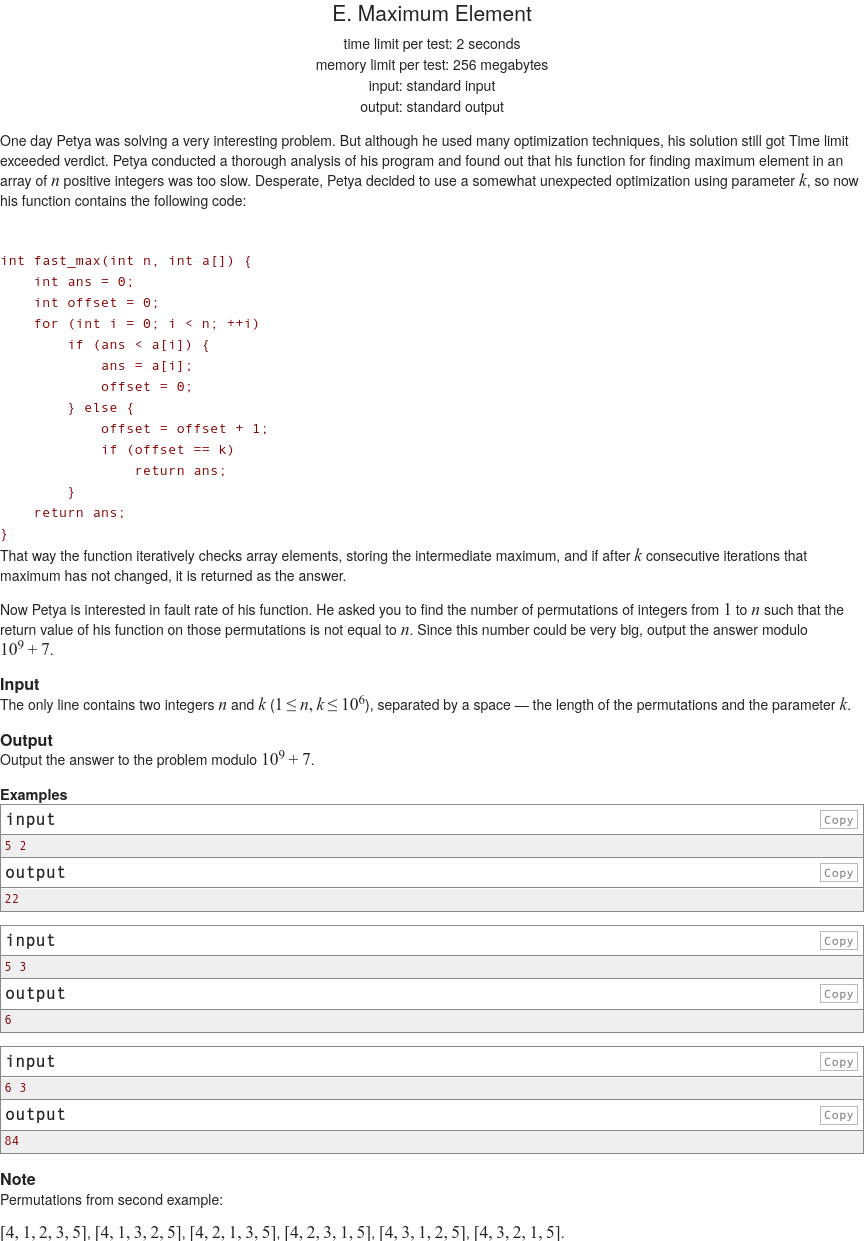 E. Maximum Element
time limit per test: 2 seconds
memory limit per test: 256 megabytes
input: standard input
output: standard output
One day Petya was solving a very interesting problem. But although he used many optimization techniques, his solution still got Time limit
exceeded verdict. Petya conducted a thorough analysis of his program and found out that his function for finding maximum element in an
array of n positive integers was too slow. Desperate, Petya decided to use a somewhat unexpected optimization using parameter k, so now
his function contains the following code:
int fast_max(int n, int a[]) {
    int ans = 0;
    int offset = 0;
    for (int i = 0; i < n; ++i)
        if (ans < a[i]) {
            ans = a[i];
            offset = 0;
        } else {
            offset = offset + 1;
            if (offset == k)
                return ans;
        }
    return ans;
}
That way the function iteratively checks array elements, storing the intermediate maximum, and if after k consecutive iterations that
maximum has not changed, it is returned as the answer.
Now Petya is interested in fault rate of his function. He asked you to find the number of permutations of integers from 1 to n such that the
return value of his function on those permutations is not equal to n. Since this number could be very big, output the answer modulo
10⁹ + 7.
Input
The only line contains two integers n and k (1 ≤ n, k ≤ 10⁶), separated by a space — the length of the permutations and the parameter k.
Output
Output the answer to the problem modulo 10⁹ + 7.
Examples
input Copy
5 2
output Copy
22
input Copy
5 3
output Copy
6
input Copy
6 3
output Copy
84
Note
Permutations from second example:
[4, 1, 2, 3, 5], [4, 1, 3, 2, 5], [4, 2, 1, 3, 5], [4, 2, 3, 1, 5], [4, 3, 1, 2, 5], [4, 3, 2, 1, 5].